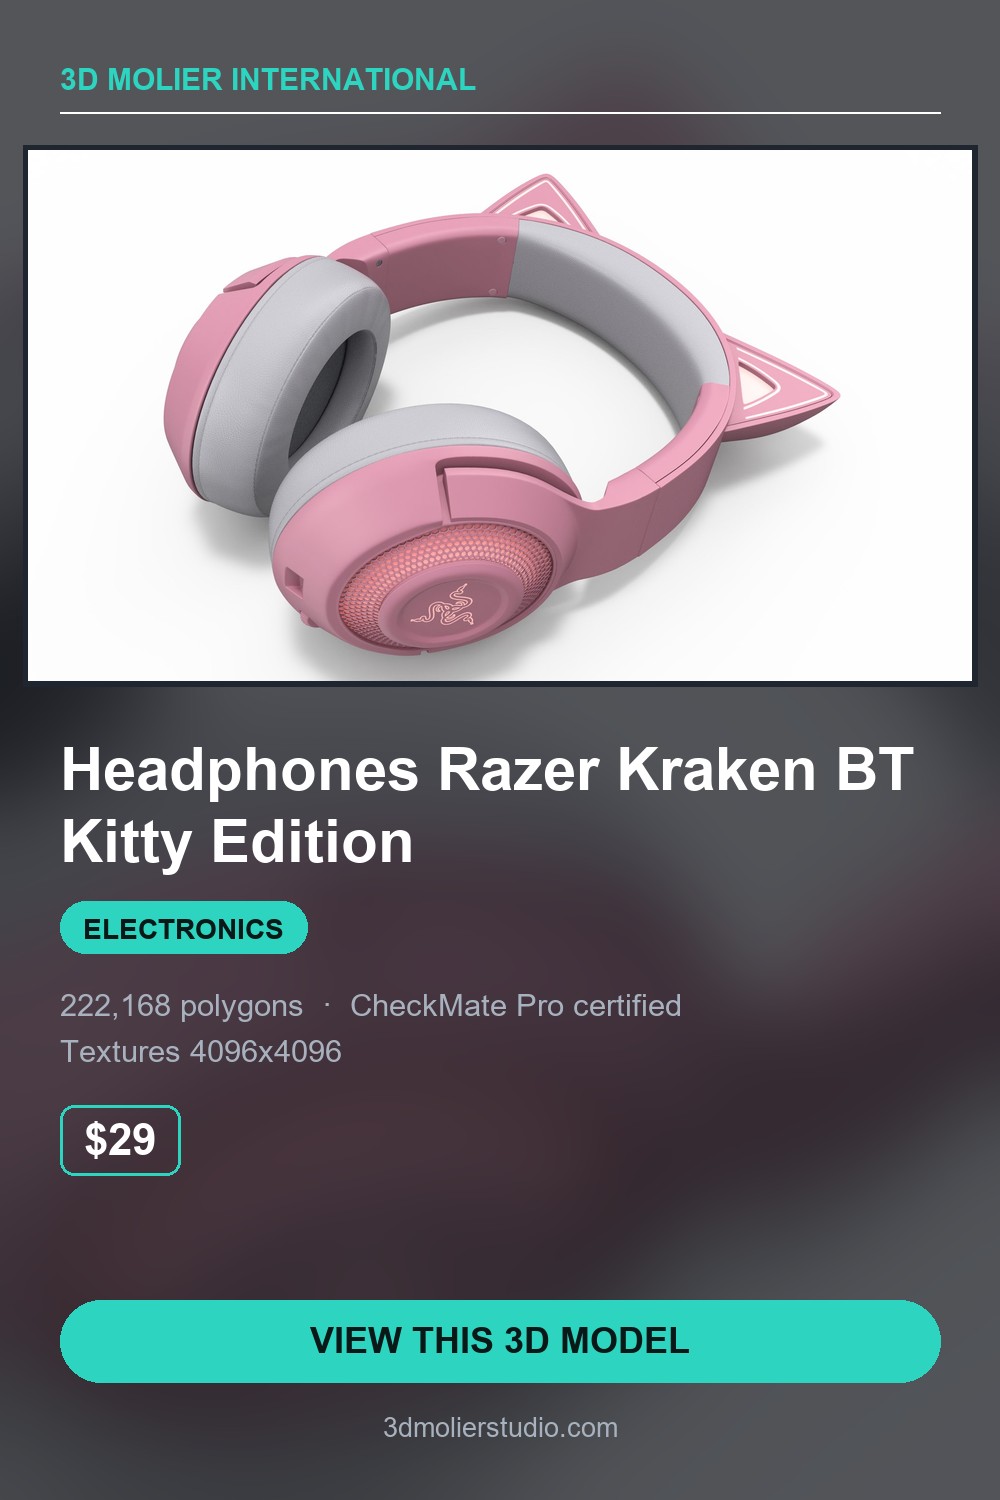 3D MOLIER INTERNATIONAL
Headphones Razer Kraken BT
Kitty Edition
ELECTRONICS
222,168 polygons · CheckMate Pro certified
Textures 4096x4096
$29
VIEW THIS 3D MODEL
3dmolierstudio.com